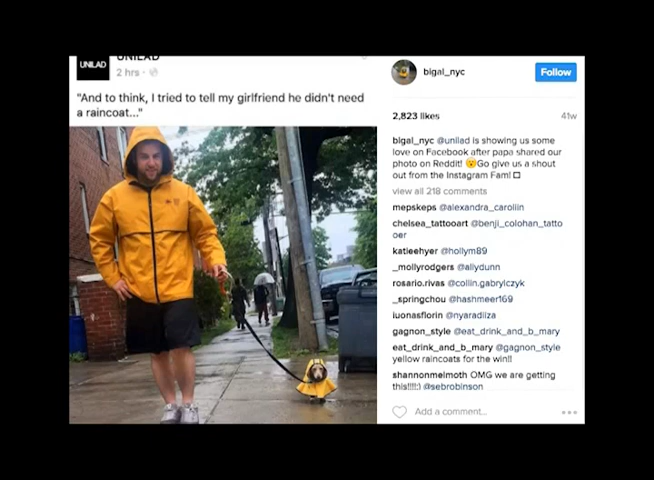 UNILAD
UNILAD
2 hrs
"And to think, I tried to tell my girlfriend he didn't need
a raincoat..."
bigal_nyc
Follow
2,823 likes
41w
bigal_nyc @unilad is showing us some
love on Facebook after papa shared our
photo on Reddit! 😯Go give us a shout
out from the Instagram Fam!
view all 218 comments
mepskeps @alexandra_carollin
chelsea_tattooart @benji_colohan_tatto
oer
katieehyer @hollym89
_mollyrodgers @allydunn
rosario.rivas @collin.gabrylczyk
_springchou @hashmeer169
iuonasflorin @nyaradiiza
gagnon_style @eat_drink_and_b_mary
eat_drink_and_b_mary @gagnon_style
yellow raincoats for the win!!
shannonmelmoth OMG we are getting
this!!!!:) @sebrobinson
Add a comment...